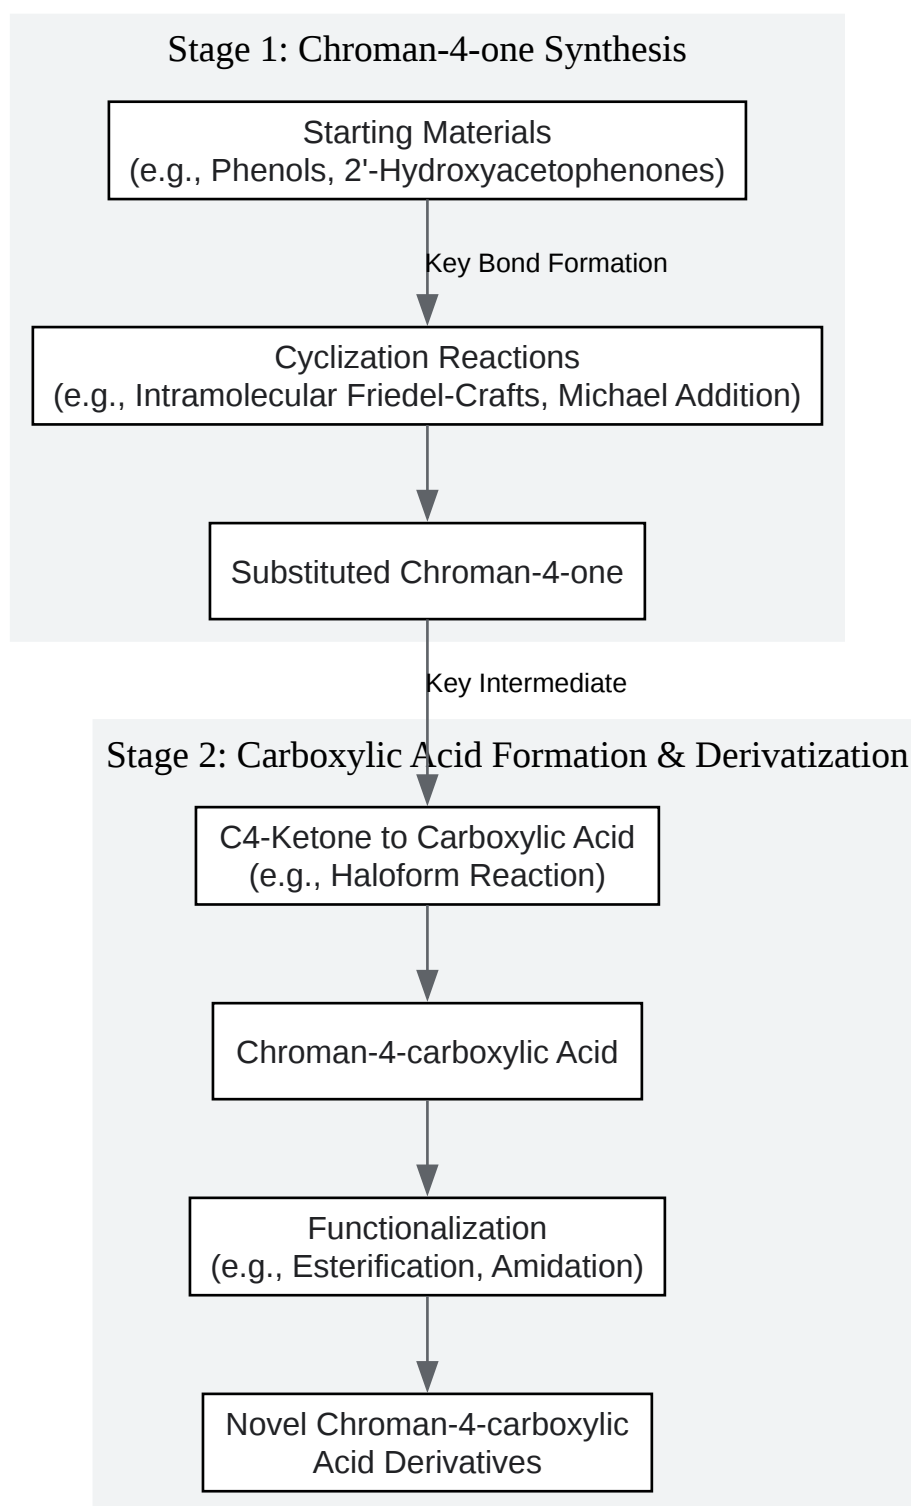 Stage 1: Chroman-4-one Synthesis
Starting Materials
(e.g., Phenols, 2'-Hydroxyacetophenones)
Key Bond Formation
Cyclization Reactions
(e.g., Intramolecular Friedel-Crafts, Michael Addition)
Substituted Chroman-4-one
Key Intermediate
Stage 2: Carboxylic Acid Formation & Derivatization
C4-Ketone to Carboxylic Acid
(e.g., Haloform Reaction)
Chroman-4-carboxylic Acid
Functionalization
(e.g., Esterification, Amidation)
Novel Chroman-4-carboxylic
Acid Derivatives